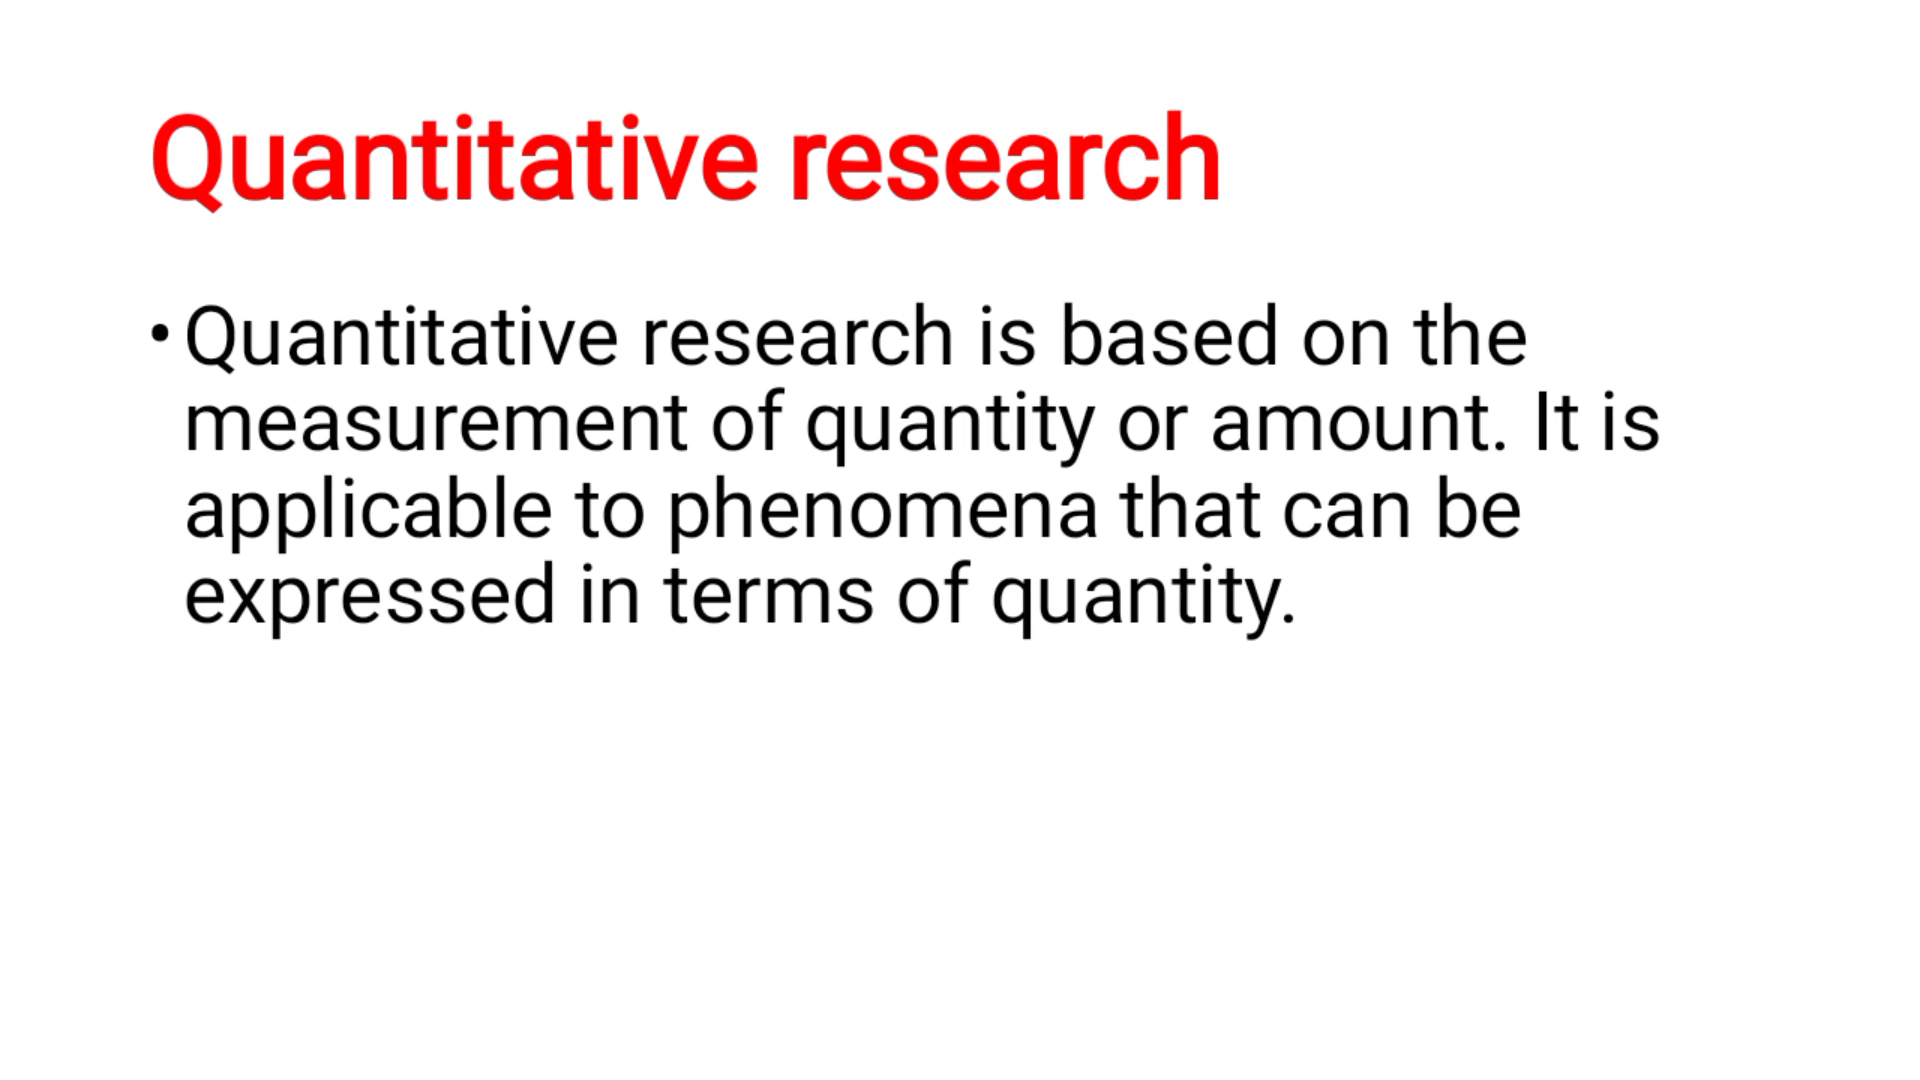 Quantitative research
• Quantitative research is based on the
measurement of quantity or amount. It is
applicable to phenomena that can be
expressed in terms of quantity.